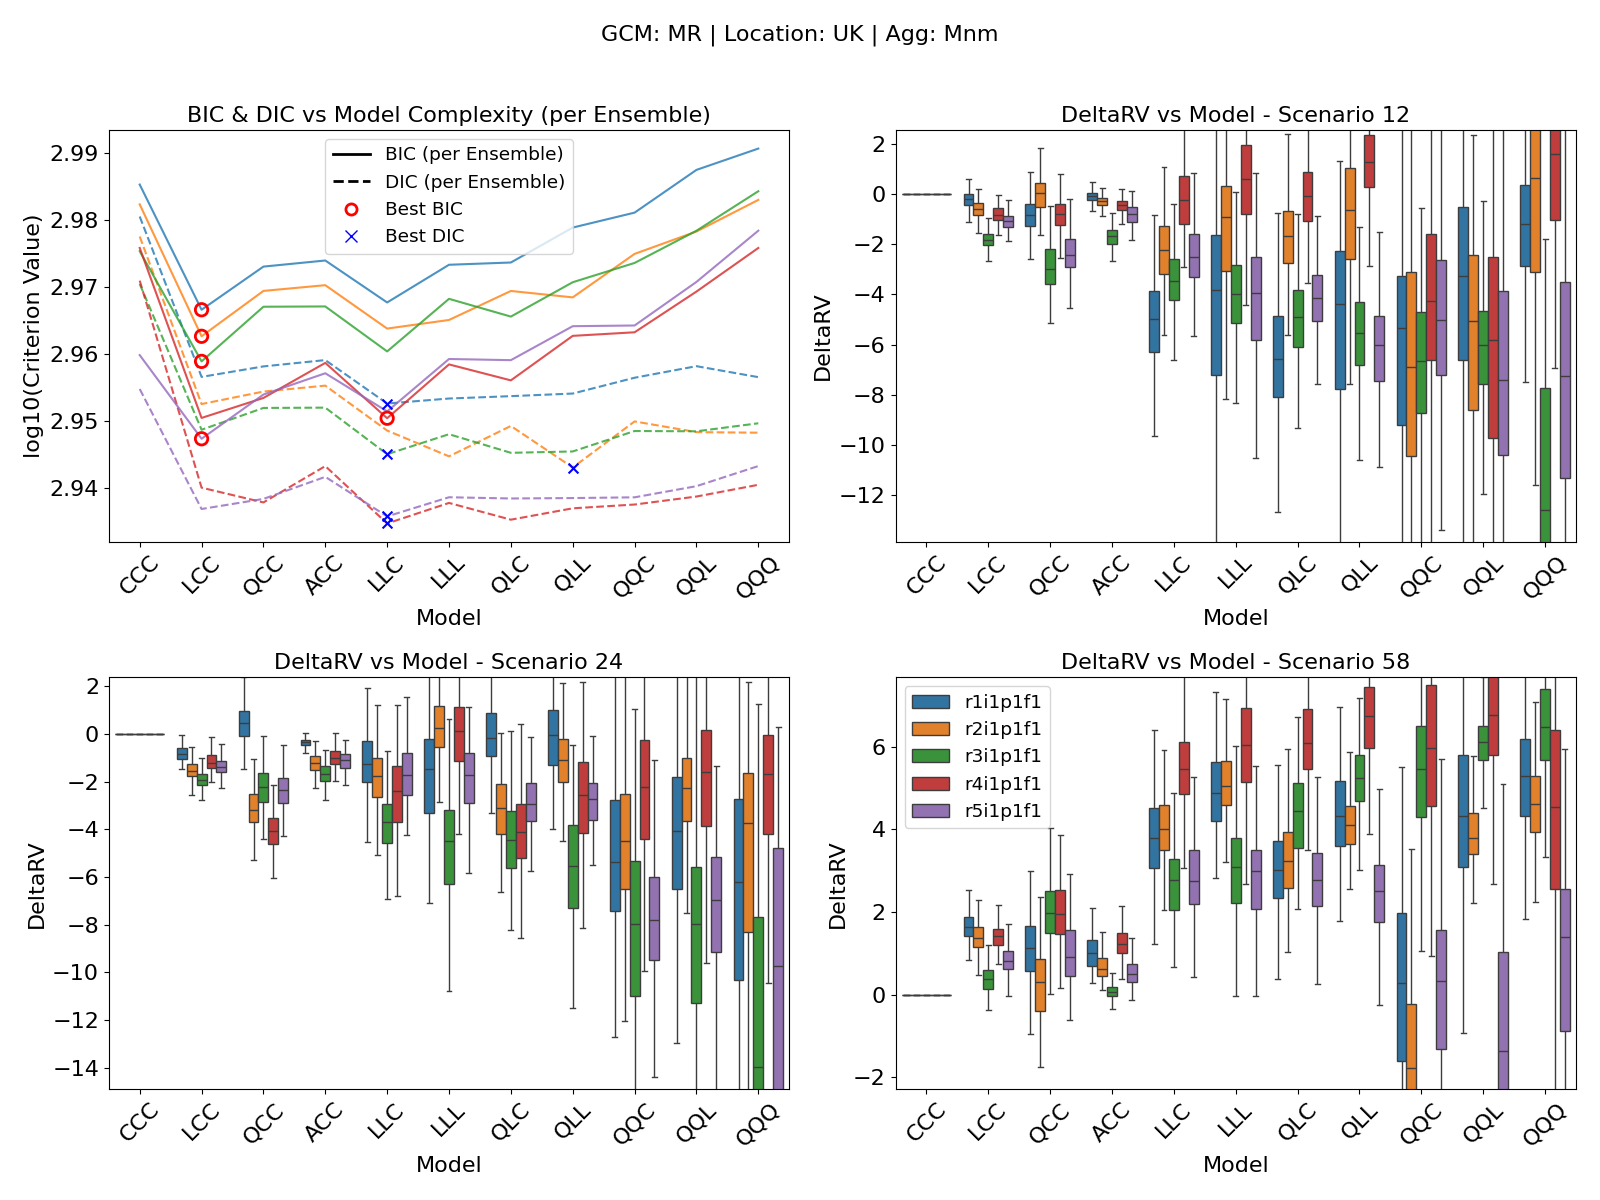 GCM: MR | Location: UK | Agg: Mnm
BIC & DIC vs Model Complexity (per Ensemble)
log10(Criterion Value)
2.99
2.98
2.97
2.96
2.95
2.94
BIC (per Ensemble)
DIC (per Ensemble)
Best BIC
Best DIC
CCC LCC QCC ACC LLC LLL QLC QLL QQC QQL QQQ
Model
DeltaRV vs Model - Scenario 12
DeltaRV
2
0
−2
−4
−6
−8
−10
−12
CCC LCC QCC ACC LLC LLL QLC QLL QQC QQL QQQ
Model
DeltaRV vs Model - Scenario 24
DeltaRV
2
0
−2
−4
−6
−8
−10
−12
−14
CCC LCC QCC ACC LLC LLL QLC QLL QQC QQL QQQ
Model
DeltaRV vs Model - Scenario 58
DeltaRV
6
4
2
0
−2
r1i1p1f1
r2i1p1f1
r3i1p1f1
r4i1p1f1
r5i1p1f1
CCC LCC QCC ACC LLC LLL QLC QLL QQC QQL QQQ
Model